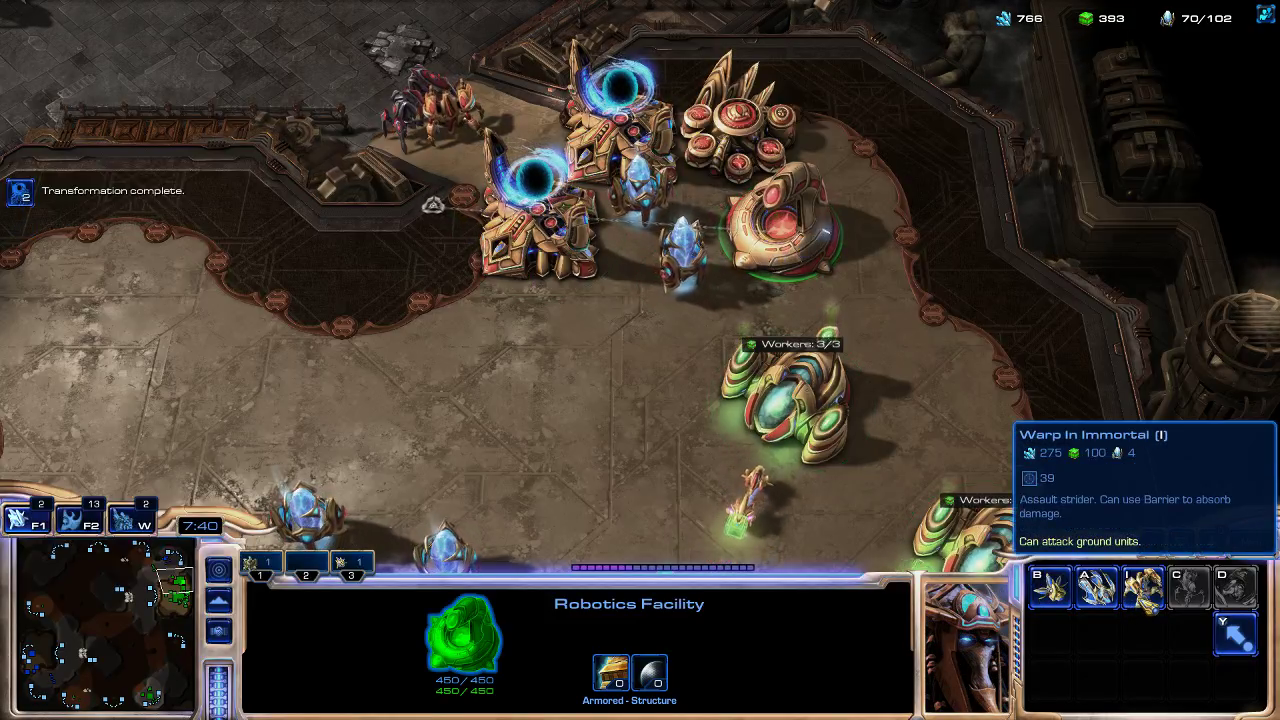 766 393 70/102
Transformation complete.
2
Workers: 3/3
Warp In Immortal (I)
275 100 4
39
Assault strider. Can use Barrier to absorb
damage.
Can attack ground units.
Workers:
2 13 2
F1 F2 W
7:40
1 1
1 2 3
Robotics Facility
450/450
450/450
0 0
Armored - Structure
B A I C D
Y